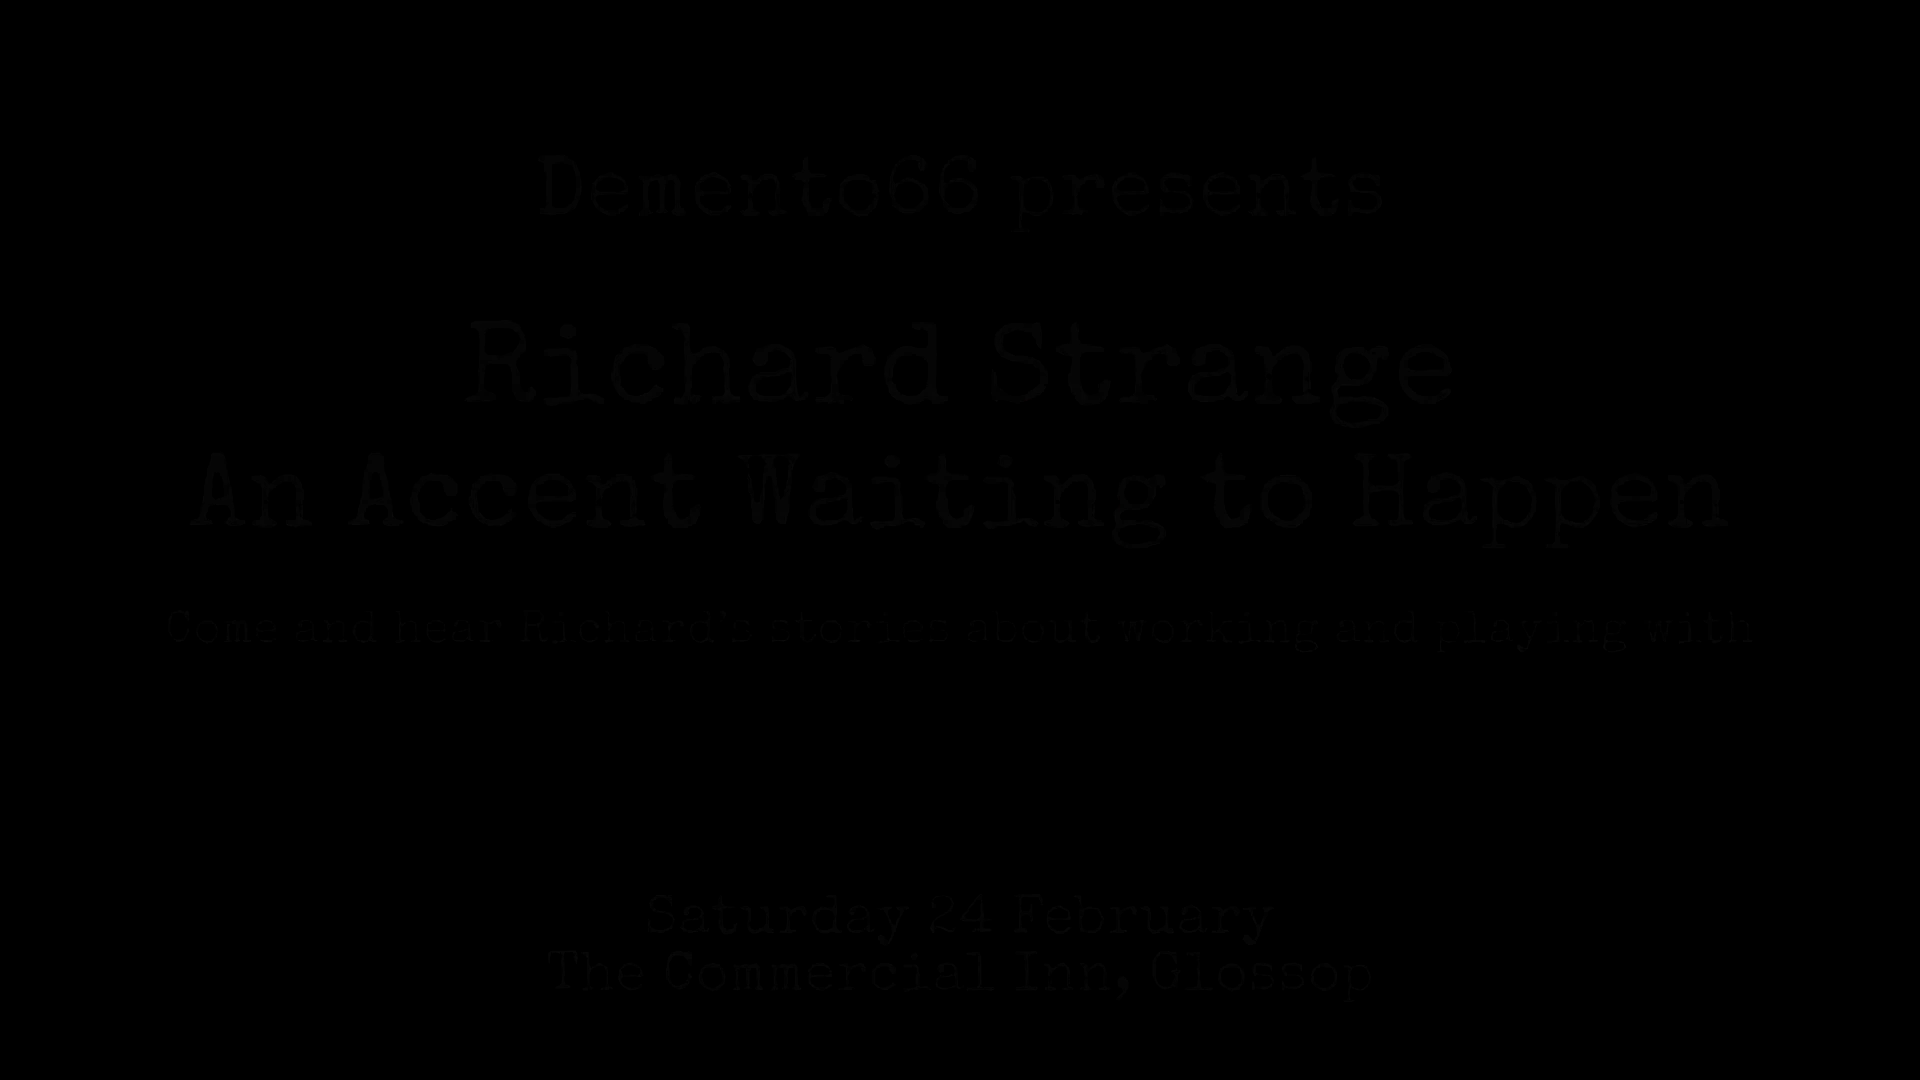 Demento66 presents
Richard Strange
An Accent Waiting to Happen
Come and hear Richard's stories about working and playing with
Saturday 24 February
The Commercial Inn, Glossop